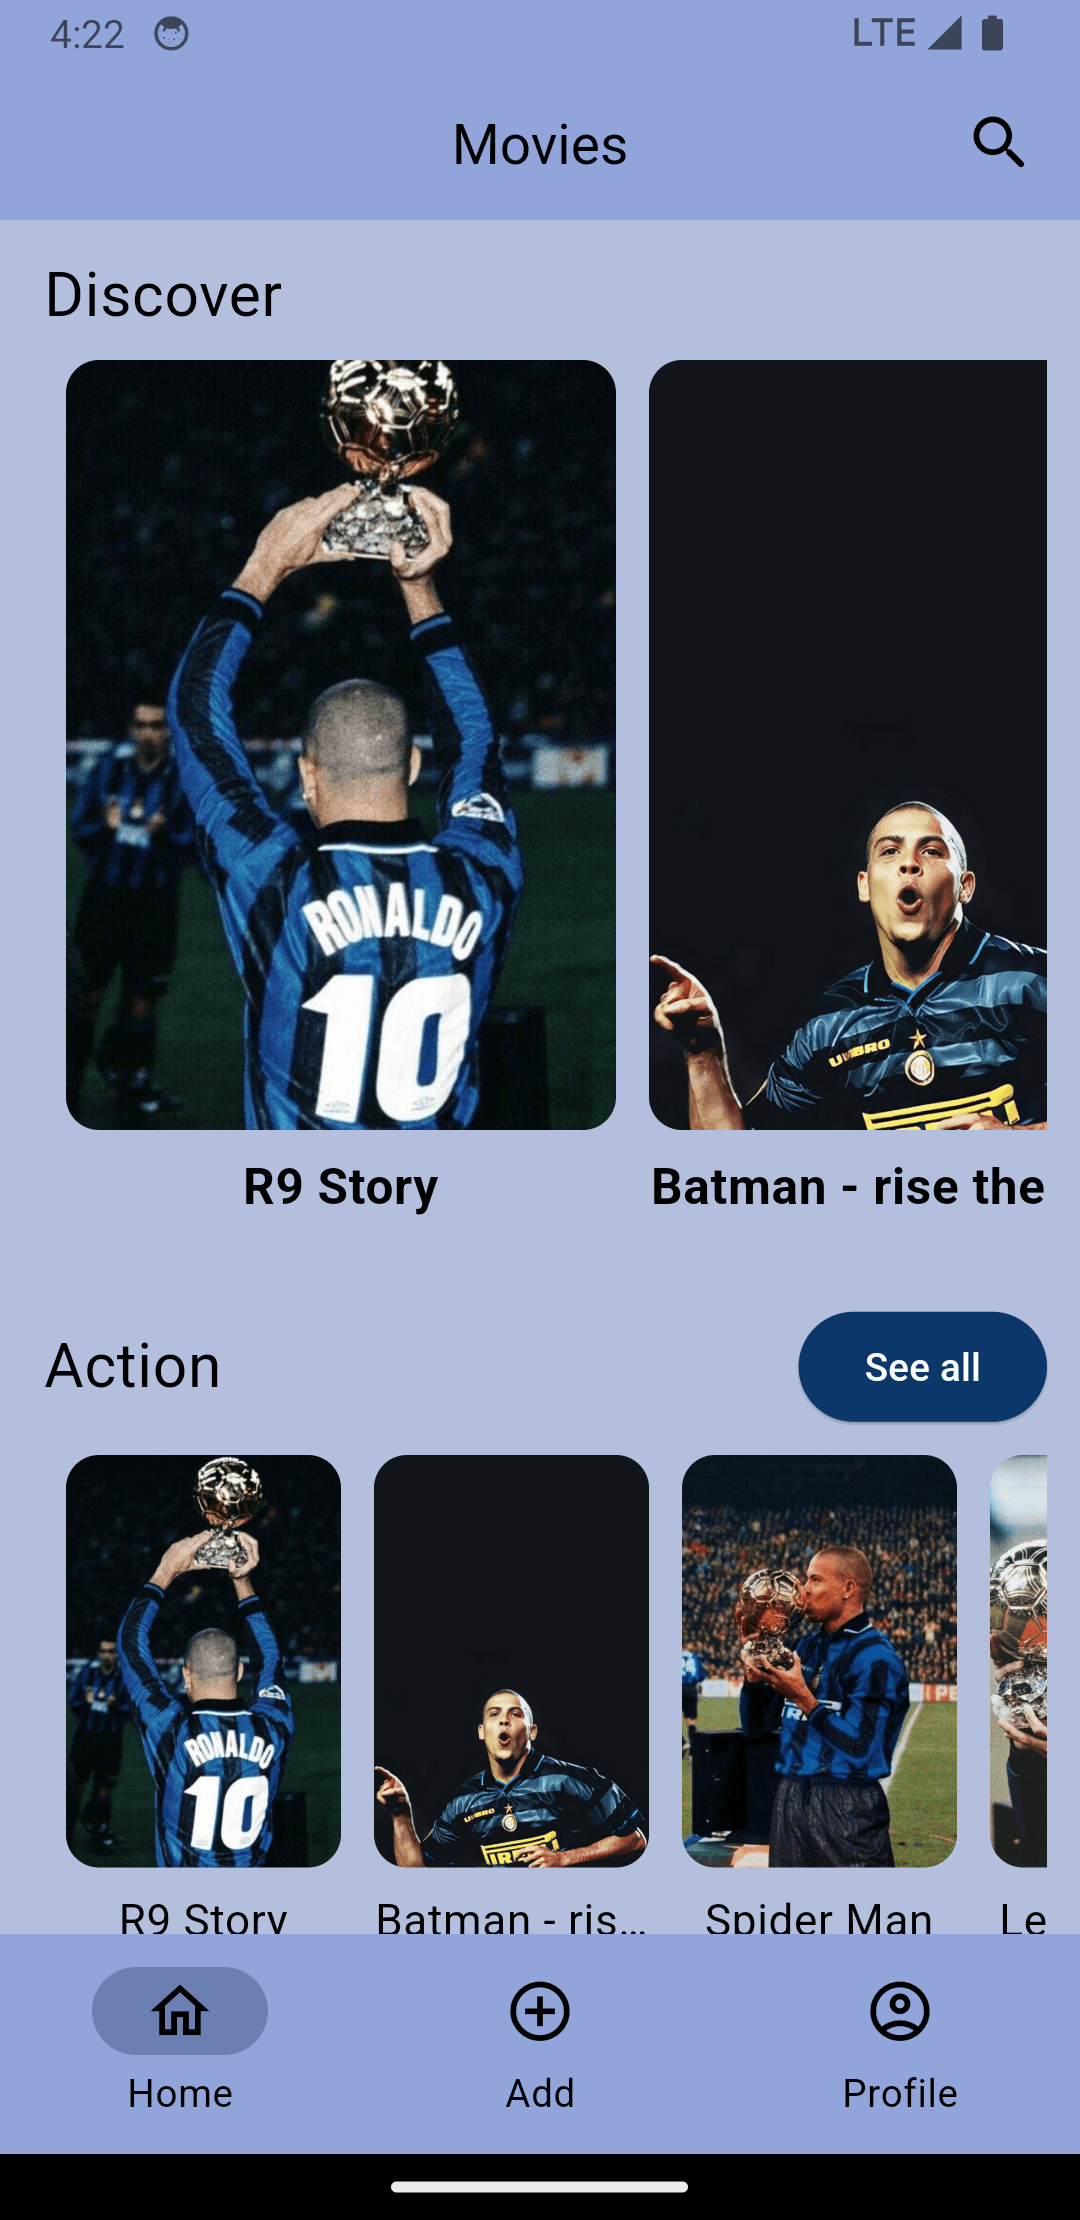 4:22
LTE
Movies
Discover
RONALDO
10
UMBRO
R9 Story
Batman - rise the
Action
See all
RONALDO
10
UMBRO
R9 Story
Batman - ris...
Spider Man
Le
Home
Add
Profile